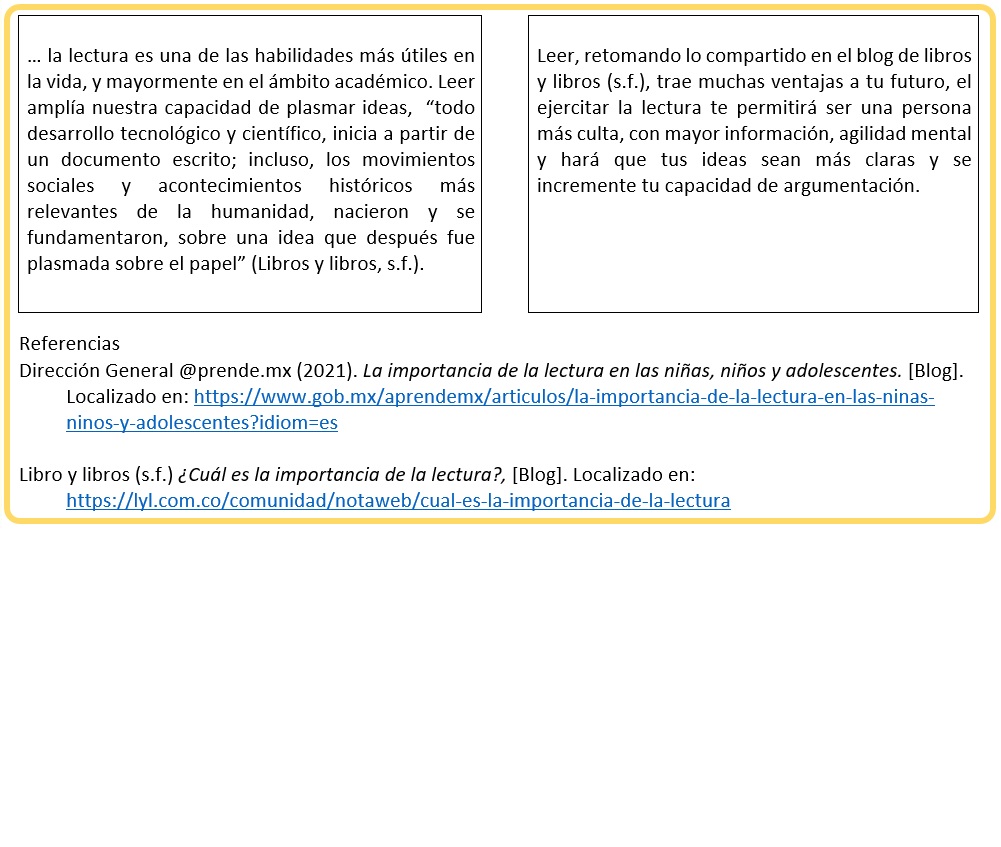 … la lectura es una de las habilidades más útiles en
la vida, y mayormente en el ámbito académico. Leer
amplía nuestra capacidad de plasmar ideas, “todo
desarrollo tecnológico y científico, inicia a partir de
un documento escrito; incluso, los movimientos
sociales y acontecimientos históricos más
relevantes de la humanidad, nacieron y se
fundamentaron, sobre una idea que después fue
plasmada sobre el papel” (Libros y libros, s.f.).
Leer, retomando lo compartido en el blog de libros
y libros (s.f.), trae muchas ventajas a tu futuro, el
ejercitar la lectura te permitirá ser una persona
más culta, con mayor información, agilidad mental
y hará que tus ideas sean más claras y se
incremente tu capacidad de argumentación.
Referencias
Dirección General @prende.mx (2021). La importancia de la lectura en las niñas, niños y adolescentes. [Blog].
Localizado en: https://www.gob.mx/aprendemx/articulos/la-importancia-de-la-lectura-en-las-ninas-
ninos-y-adolescentes?idiom=es
Libro y libros (s.f.) ¿Cuál es la importancia de la lectura?, [Blog]. Localizado en:
https://lyl.com.co/comunidad/notaweb/cual-es-la-importancia-de-la-lectura